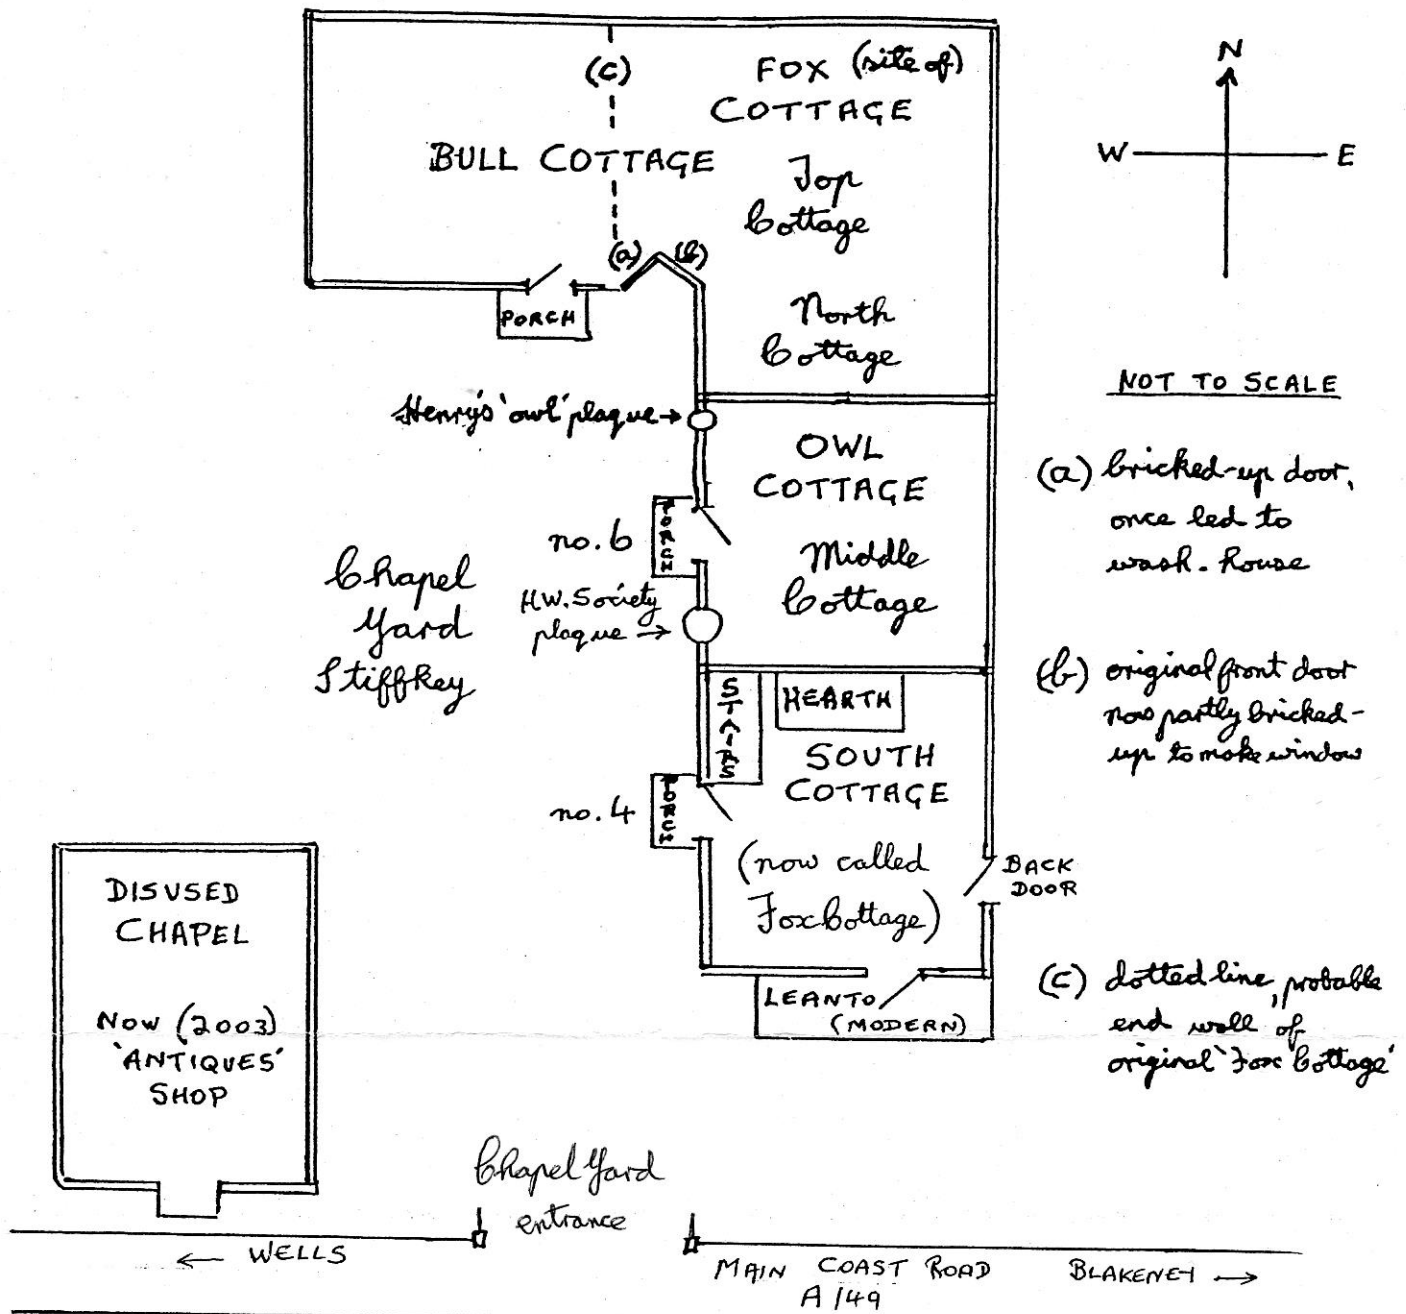 (c)
FOX (site of)
COTTAGE
BULL COTTAGE
Top
Cottage
(a) (b)
PORCH
North
Cottage
N
W E
NOT TO SCALE
Henry's 'owl' plaque →
OWL
COTTAGE
PORCH
no. 6
Middle
Cottage
H.W. Society
plaque →
Chapel
Yard
Stiffkey
STAIRS
HEARTH
SOUTH
COTTAGE
PORCH
no. 4
(now called
Fox Cottage)
BACK
DOOR
LEANTO
(MODERN)
(a) bricked-up door,
once led to
wash-house
(b) original front door
now partly bricked-
up to make window
(c) dotted line, probable
end wall of
original 'Fox Cottage'
DISUSED
CHAPEL
NOW (2003)
'ANTIQUES'
SHOP
Chapel Yard
entrance
← WELLS
MAIN COAST ROAD
A 149
BLAKENEY →